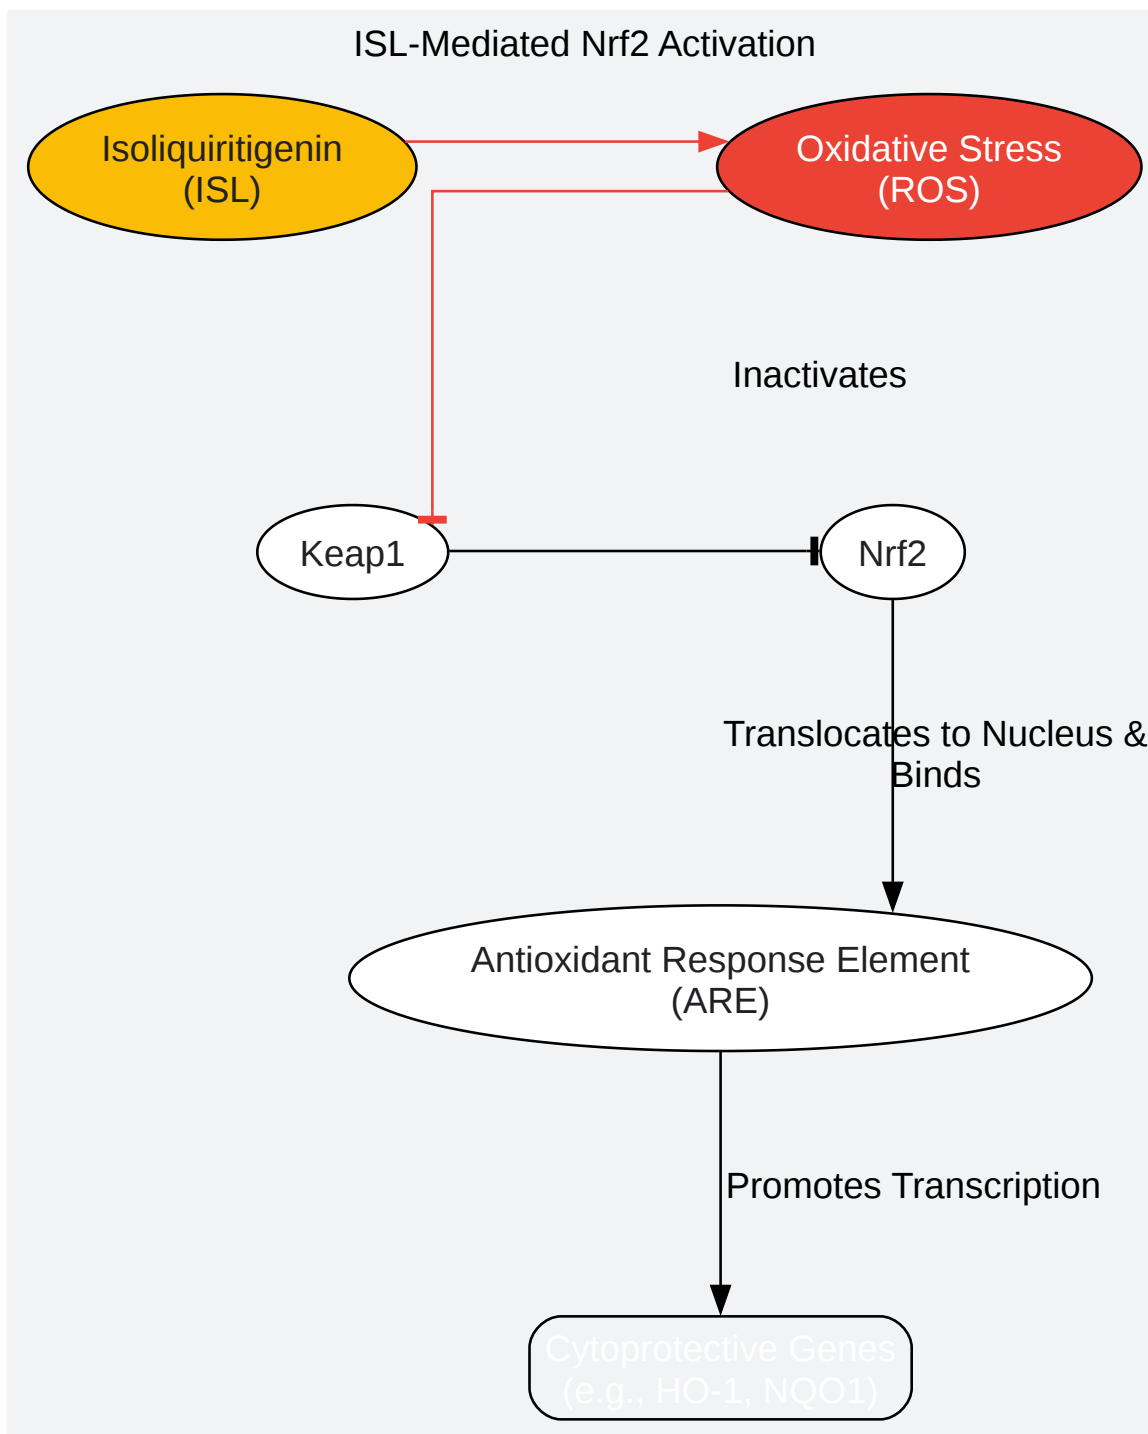 ISL-Mediated Nrf2 Activation
Isoliquiritigenin
(ISL)
Oxidative Stress
(ROS)
Inactivates
Keap1
Nrf2
Translocates to Nucleus &
Binds
Antioxidant Response Element
(ARE)
Promotes Transcription
Cytoprotective Genes
(e.g., HO-1, NQO1)